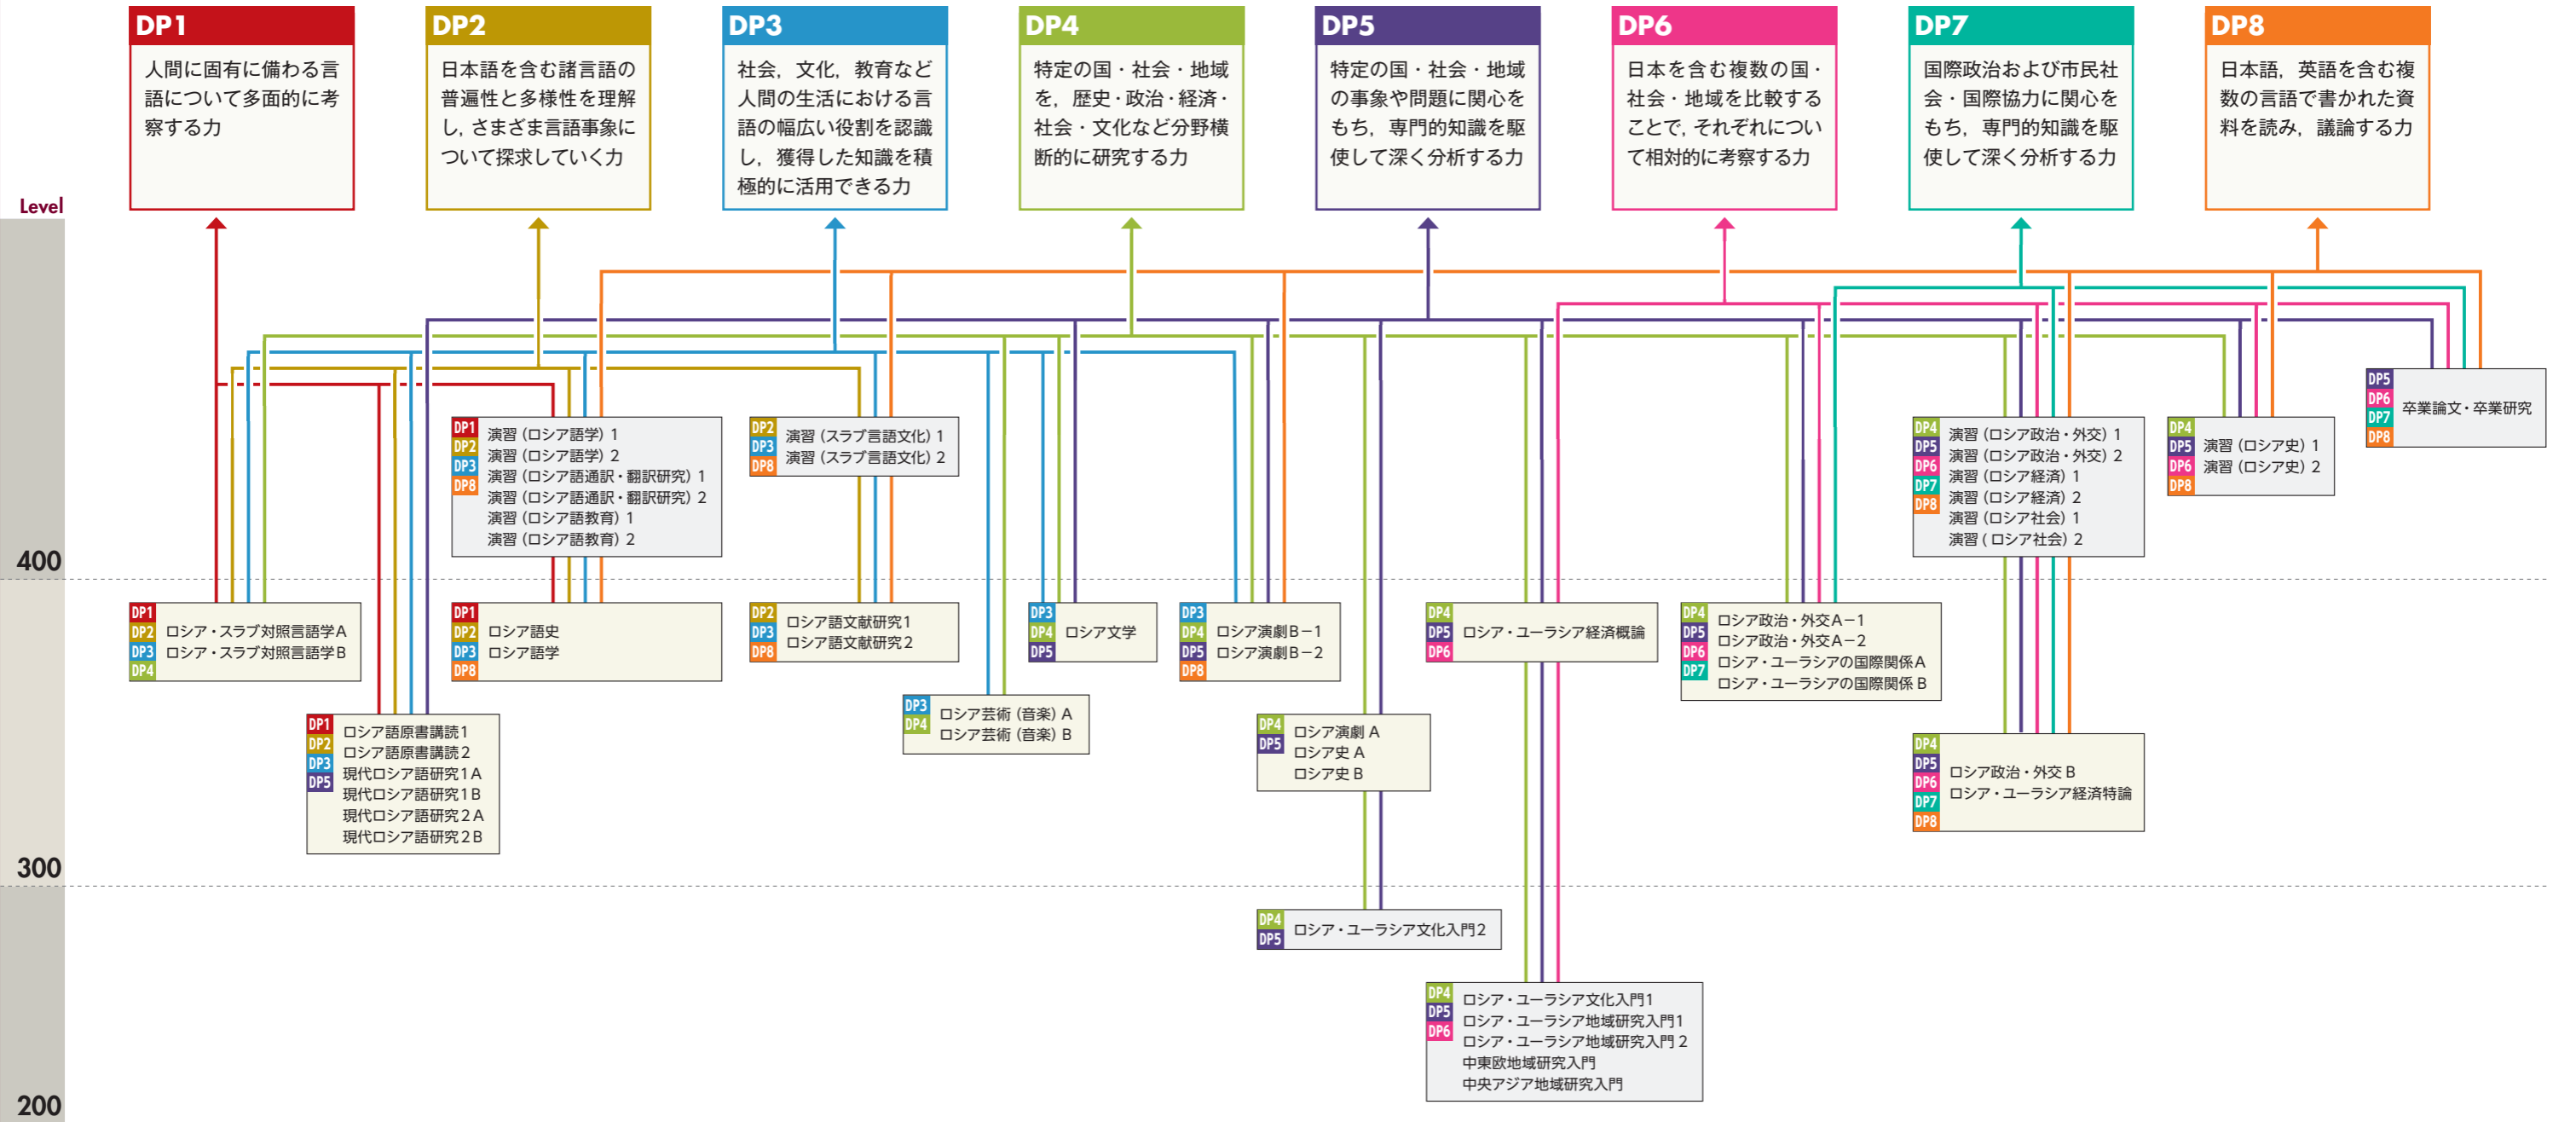 DP1
人間に固有に備わる言
語について多面的に考
察する力
DP2
日本語を含む諸言語の
普遍性と多様性を理解
し，さまざま言語事象に
ついて探求していく力
DP3
社会，文化，教育など
人間の生活における言
語の幅広い役割を認識
し，獲得した知識を積
極的に活用できる力
DP4
特定の国・社会・地域
を，歴史・政治・経済・
社会・文化など分野横
断的に研究する力
DP5
特定の国・社会・地域
の事象や問題に関心を
もち，専門的知識を駆
使して深く分析する力
DP6
日本を含む複数の国・
社会・地域を比較する
ことで，それぞれについ
て相対的に考察する力
DP7
国際政治および市民社
会・国際協力に関心を
もち，専門的知識を駆
使して深く分析する力
DP8
日本語，英語を含む複
数の言語で書かれた資
料を読み，議論する力
Level
DP1
DP2
DP3
DP8
演習（ロシア語学）1
演習（ロシア語学）2
演習（ロシア語通訳・翻訳研究）1
演習（ロシア語通訳・翻訳研究）2
演習（ロシア語教育）1
演習（ロシア語教育）2
DP2
DP3
DP8
演習（スラブ言語文化）1
演習（スラブ言語文化）2
DP4
DP5
DP6
DP7
DP8
演習（ロシア政治・外交）1
演習（ロシア政治・外交）2
演習（ロシア経済）1
演習（ロシア経済）2
演習（ロシア社会）1
演習（ロシア社会）2
DP4
DP5
DP6
DP8
演習（ロシア史）1
演習（ロシア史）2
DP5
DP6
DP7
DP8
卒業論文・卒業研究
400
DP1
DP2
DP3
DP4
ロシア・スラブ対照言語学A
ロシア・スラブ対照言語学B
DP1
DP2
DP3
DP8
ロシア語史
ロシア語学
DP2
DP3
DP8
ロシア語文献研究1
ロシア語文献研究2
DP3
DP4
DP5
ロシア文学
DP3
DP4
DP5
DP8
ロシア演劇B－1
ロシア演劇B－2
DP4
DP5
DP6
ロシア・ユーラシア経済概論
DP4
DP5
DP6
DP7
ロシア政治・外交A－1
ロシア政治・外交A－2
ロシア・ユーラシアの国際関係A
ロシア・ユーラシアの国際関係B
DP1
DP2
DP3
DP5
ロシア語原書講読1
ロシア語原書講読2
現代ロシア語研究1A
現代ロシア語研究1B
現代ロシア語研究2A
現代ロシア語研究2B
DP3
DP4
ロシア芸術（音楽）A
ロシア芸術（音楽）B
DP4
DP5
ロシア演劇A
ロシア史A
ロシア史B
DP4
DP5
DP6
DP7
DP8
ロシア政治・外交B
ロシア・ユーラシア経済特論
300
DP4
DP5
ロシア・ユーラシア文化入門2
DP4
DP5
DP6
ロシア・ユーラシア文化入門1
ロシア・ユーラシア地域研究入門1
ロシア・ユーラシア地域研究入門2
中東欧地域研究入門
中央アジア地域研究入門
200